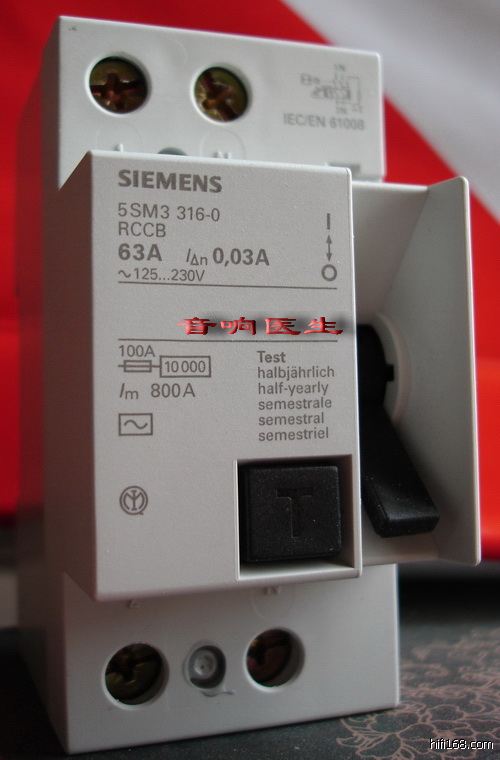 IEC/EN 61008
SIEMENS
5SM3 316-0
RCCB
63A IΔn 0,03A
~125...230V
I
O
音响医生
100A
10 000
Im 800A
Test
halbjährlich
half-yearly
semestrale
semestral
semestriel
T
hifi168.com